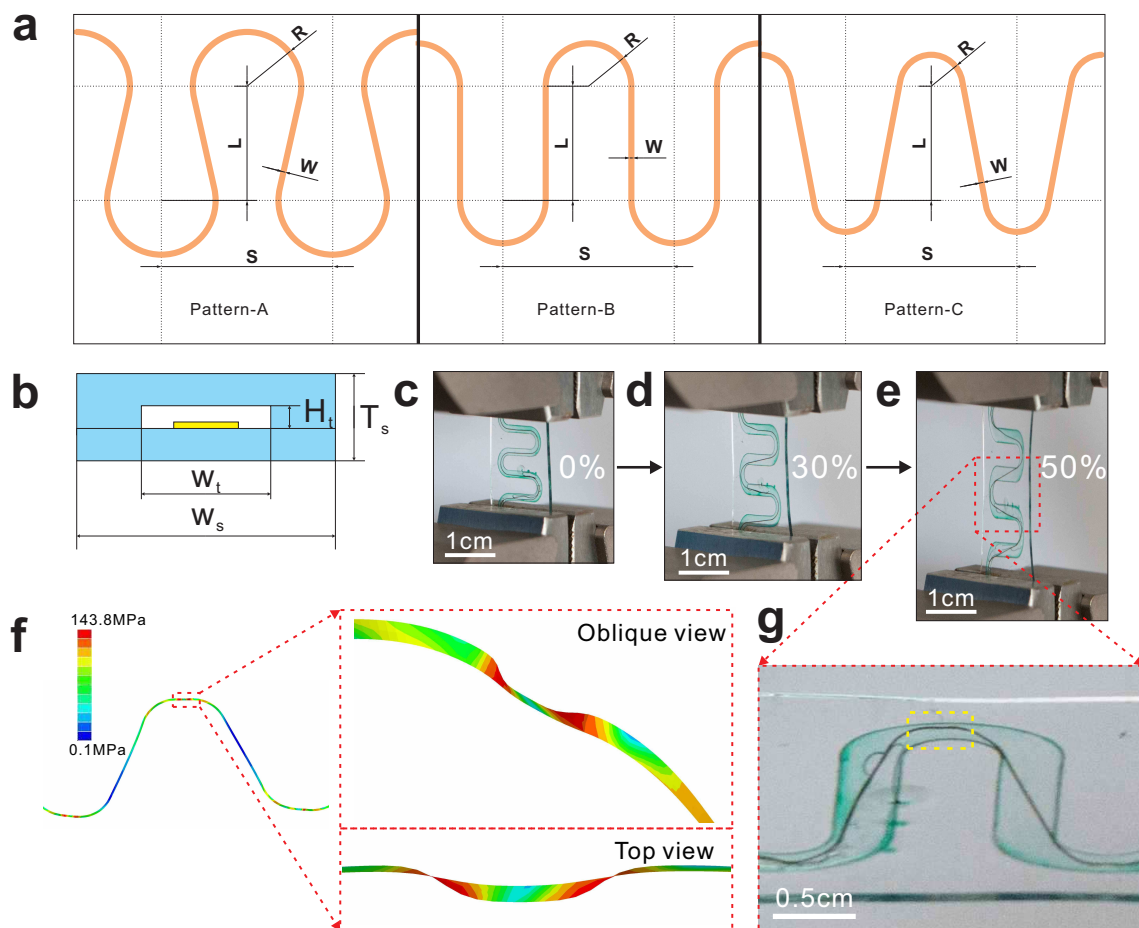 a
R
L
W
S
Pattern-A
R
L
W
S
Pattern-B
R
L
W
S
Pattern-C
b
Ht
Ts
Wt
Ws
c
0%
1cm
d
30%
1cm
e
50%
1cm
f
143.8MPa
0.1MPa
Oblique view
Top view
g
0.5cm